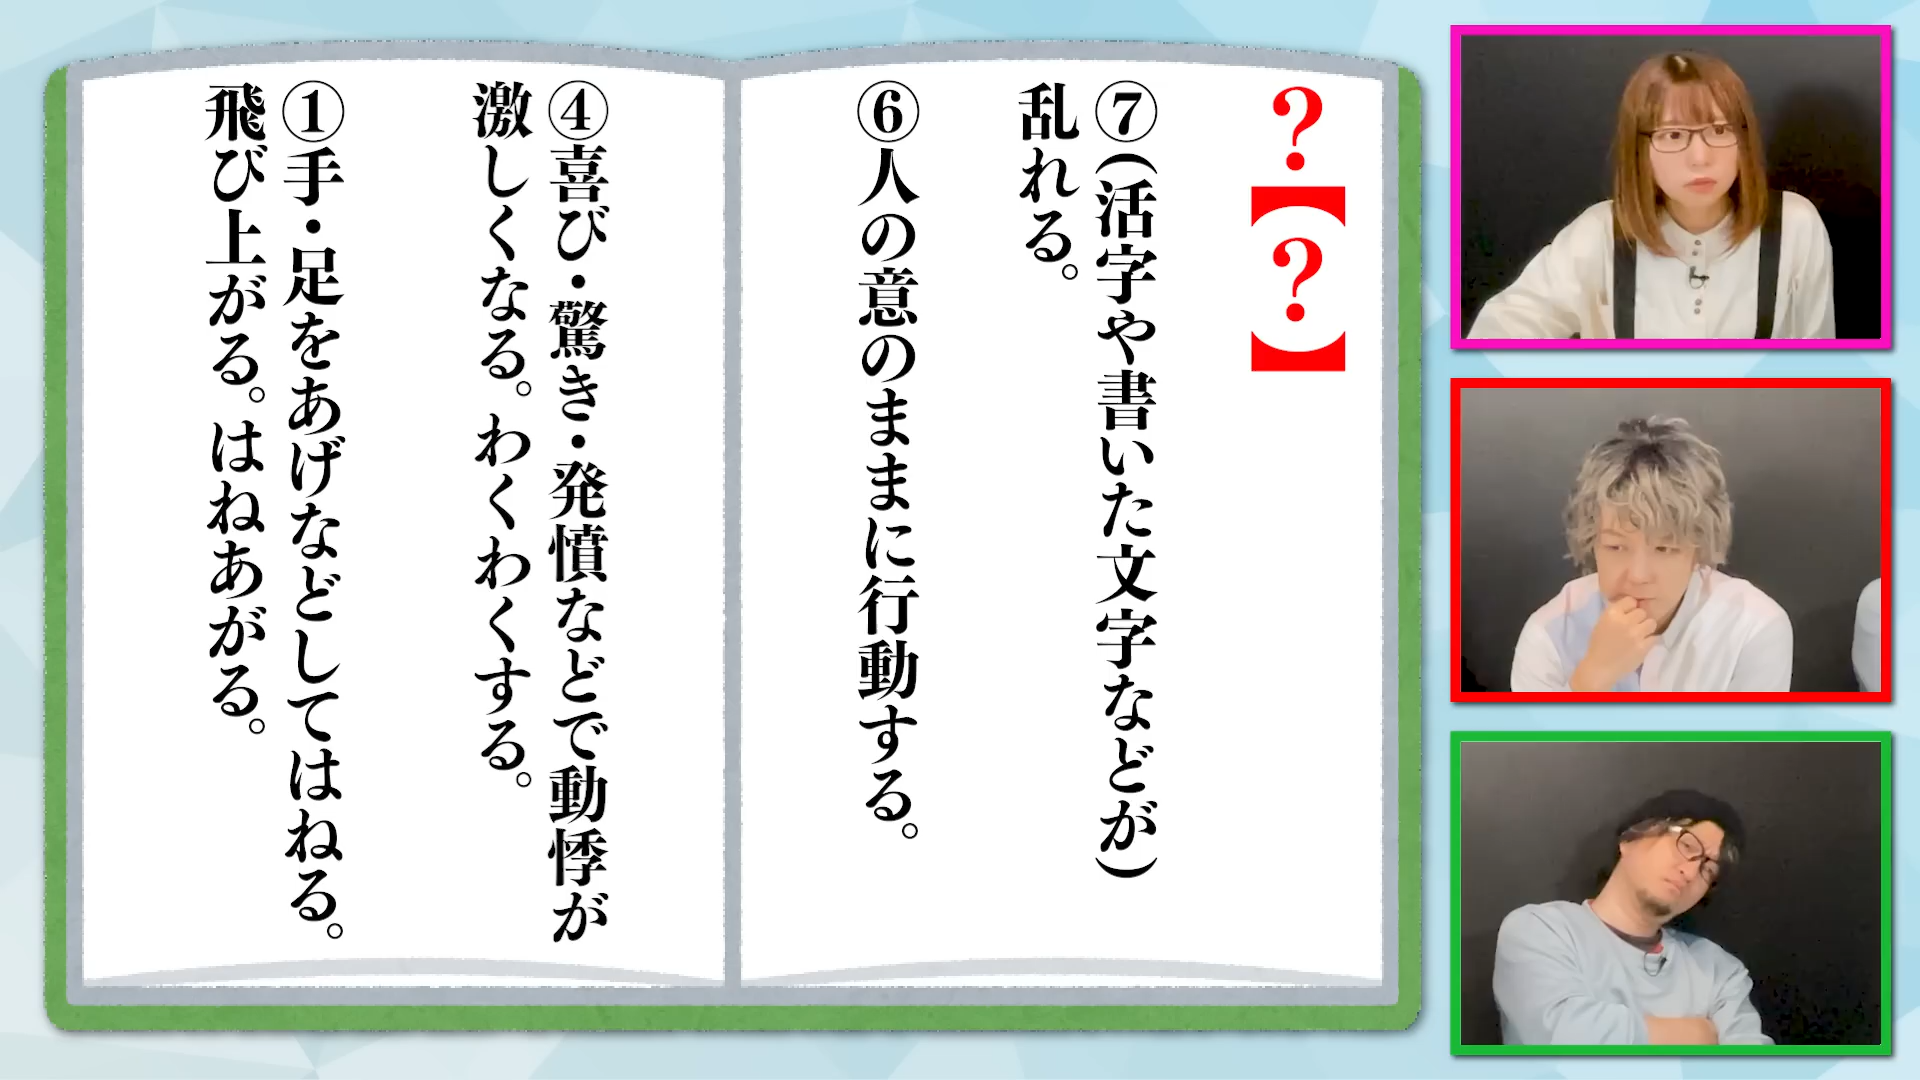 ？【？】
⑦（活字や書いた文字などが）
乱れる。
⑥人の意のままに行動する。
④喜び・驚き・発憤などで動悸が
激しくなる。わくわくする。
①手・足をあげなどしてはねる。
飛び上がる。はねあがる。